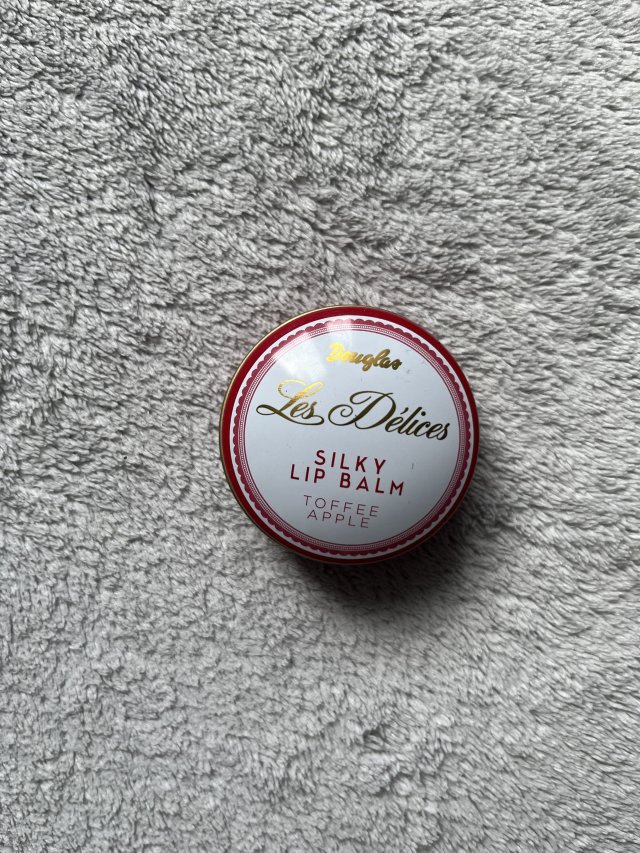 Douglas
Les Délices
SILKY
LIP BALM
TOFFEE
APPLE